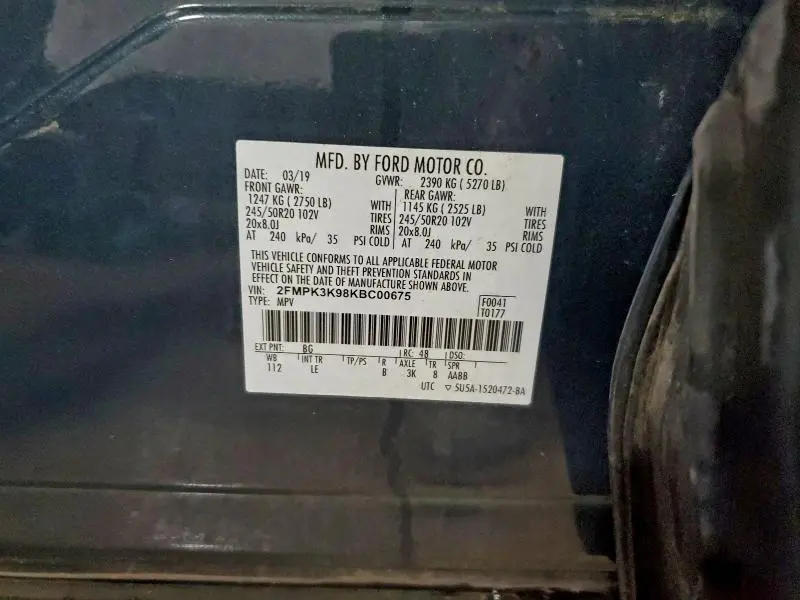 MFD. BY FORD MOTOR CO.
DATE: 03/19 GVWR: 2390 KG ( 5270 LB)
FRONT GAWR: REAR GAWR:
1247 KG ( 2750 LB) WITH 1145 KG ( 2525 LB) WITH
245/50R20 102V TIRES 245/50R20 102V TIRES
20x8.0J RIMS 20x8.0J RIMS
AT 240 kPa/ 35 PSI COLD AT 240 kPa/ 35 PSI COLD
THIS VEHICLE CONFORMS TO ALL APPLICABLE FEDERAL MOTOR
VEHICLE SAFETY AND THEFT PREVENTION STANDARDS IN
EFFECT ON THE DATE OF MANUFACTURE SHOWN ABOVE.
VIN: 2FMPK3K98KBC00675 F0041
TYPE: MPV T0177
EXT PNT: BG RC: 48 DSO:
WB INT TR TP/PS R AXLE TR SPR
112 LE B 3K 8 AABB
UTC ▽ 5U5A-1520472-BA